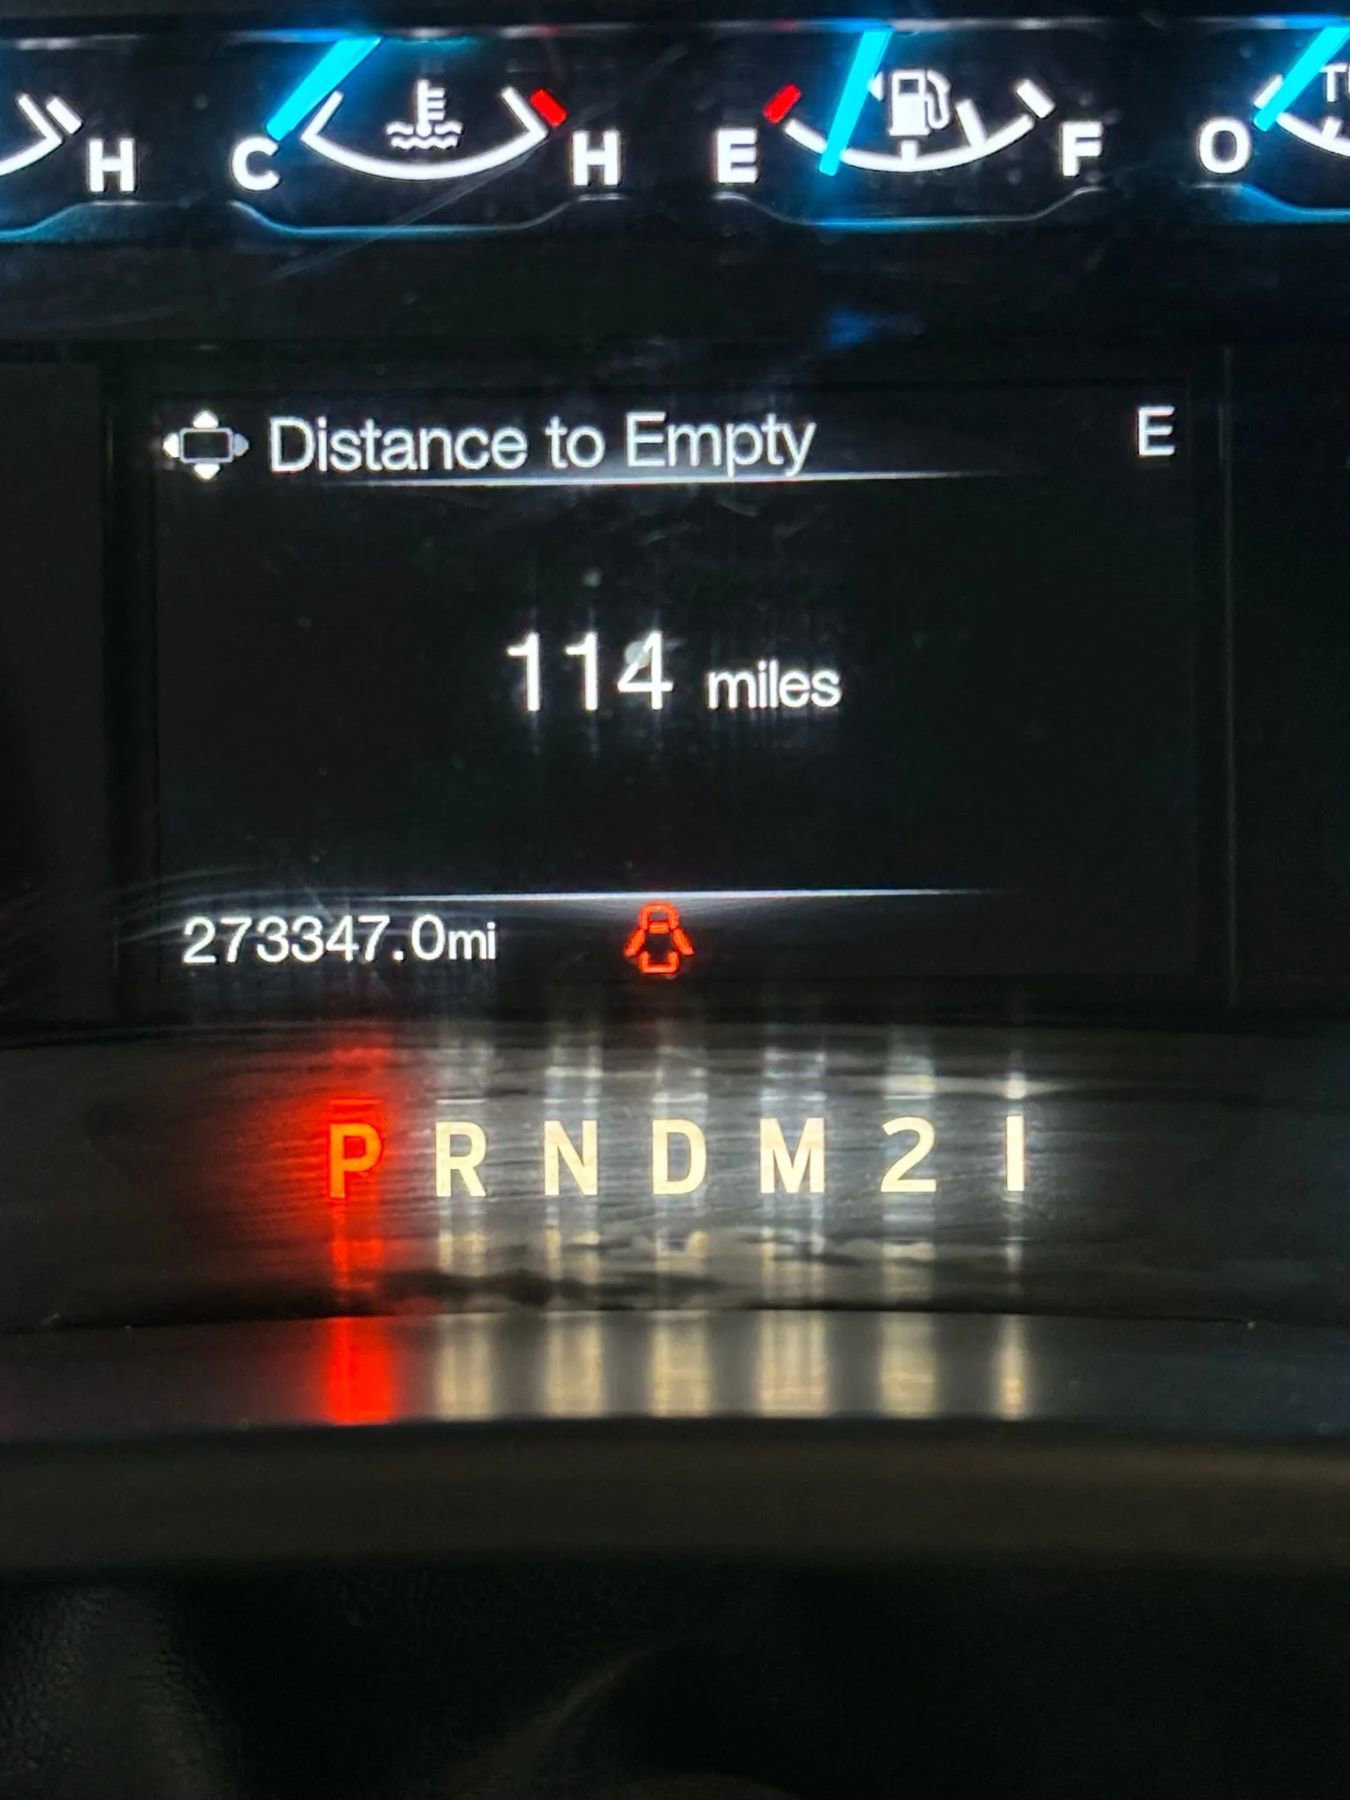 H C H E F O
Distance to Empty E
114 miles
273347.0mi
P R N D M 2 1